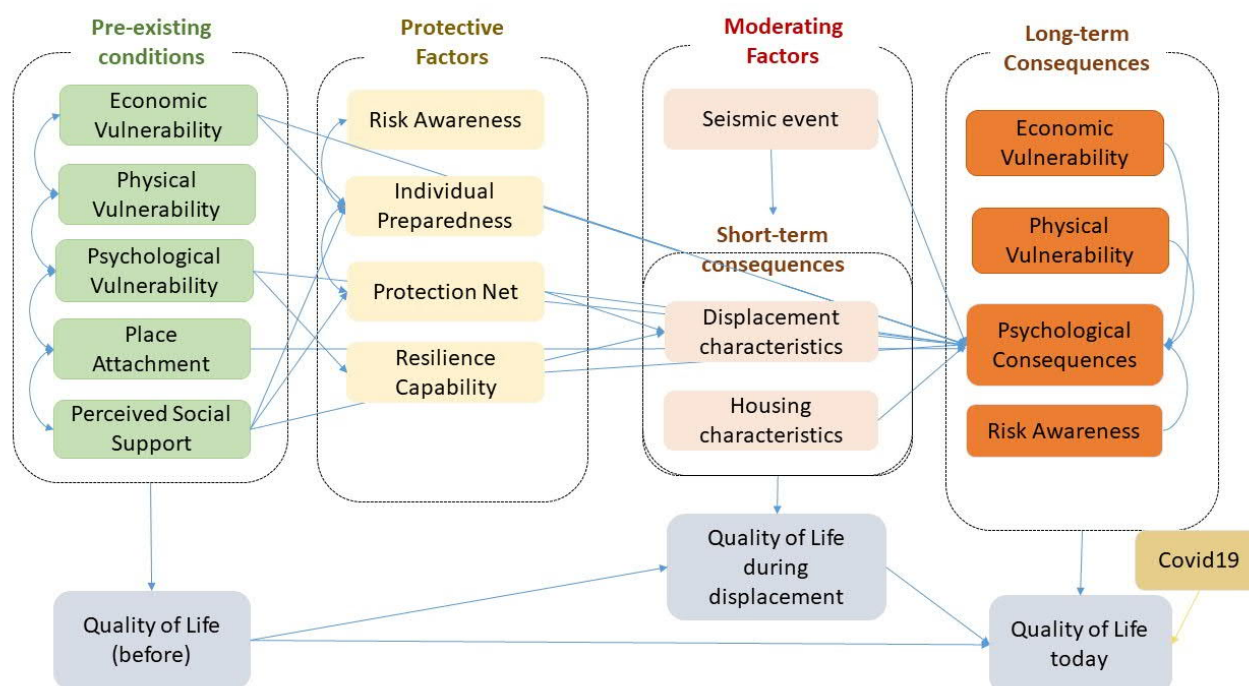 Pre-existing
conditions
Economic
Vulnerability
Physical
Vulnerability
Psychological
Vulnerability
Place
Attachment
Perceived Social
Support
Protective
Factors
Risk Awareness
Individual
Preparedness
Protection Net
Resilience
Capability
Moderating
Factors
Seismic event
Short-term
consequences
Displacement
characteristics
Housing
characteristics
Long-term
Consequences
Economic
Vulnerability
Physical
Vulnerability
Psychological
Consequences
Risk Awareness
Quality of Life
(before)
Quality of Life
during
displacement
Covid19
Quality of Life
today